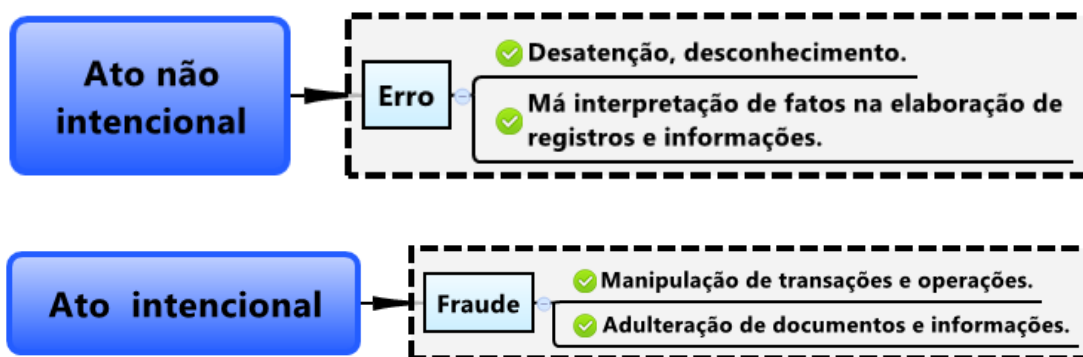 Ato não
intencional
Erro
Desatenção, desconhecimento.
Má interpretação de fatos na elaboração de
registros e informações.
Ato intencional
Fraude
Manipulação de transações e operações.
Adulteração de documentos e informações.